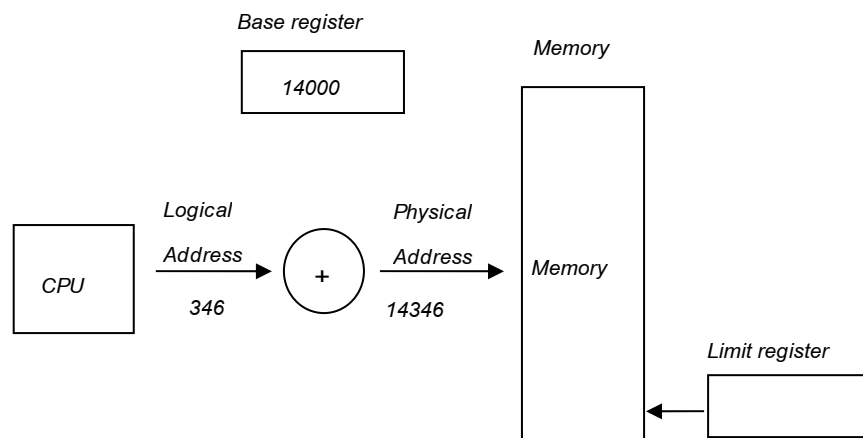 Base register
14000
Memory
Logical
Address
346
Physical
Address
14346
CPU
+
Memory
Limit register